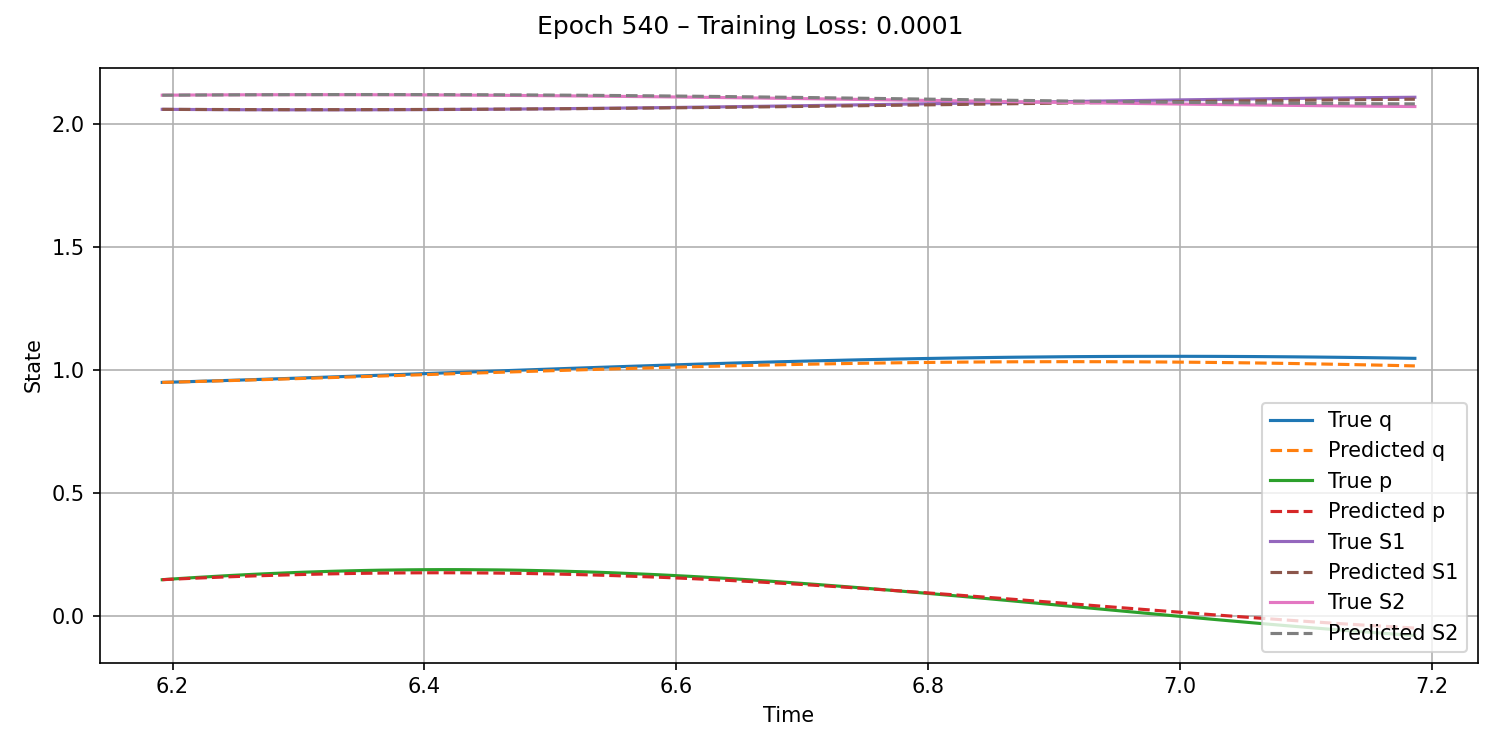 Epoch 540 – Training Loss: 0.0001
State
2.0
1.5
1.0
0.5
0.0
True q
Predicted q
True p
Predicted p
True S1
Predicted S1
True S2
Predicted S2
6.2
6.4
6.6
6.8
7.0
7.2
Time